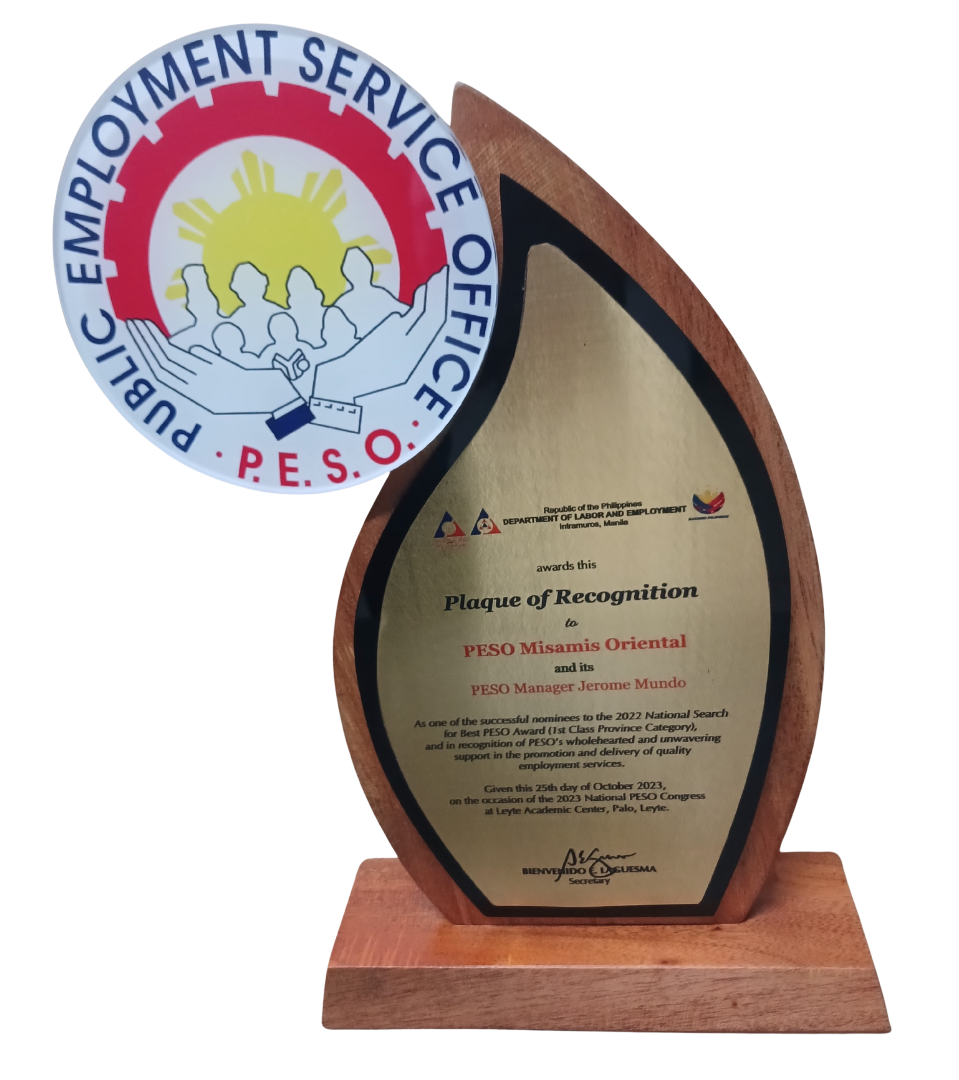 PUBLIC EMPLOYMENT SERVICE OFFICE
· P.E.S.O. ·
Republic of the Philippines
DEPARTMENT OF LABOR AND EMPLOYMENT
Intramuros, Manila
awards this
Plaque of Recognition
to
PESO Misamis Oriental
and its
PESO Manager Jerome Mundo
As one of the successful nominees to the 2022 National Search
for Best PESO Award (1st Class Province Category),
and in recognition of PESO's wholehearted and unwavering
support in the promotion and delivery of quality
employment services.
Given this 25th day of October 2023,
on the occasion of the 2023 National PESO Congress
at Leyte Academic Center, Palo, Leyte.
BIENVENIDO E. LAGUESMA
Secretary